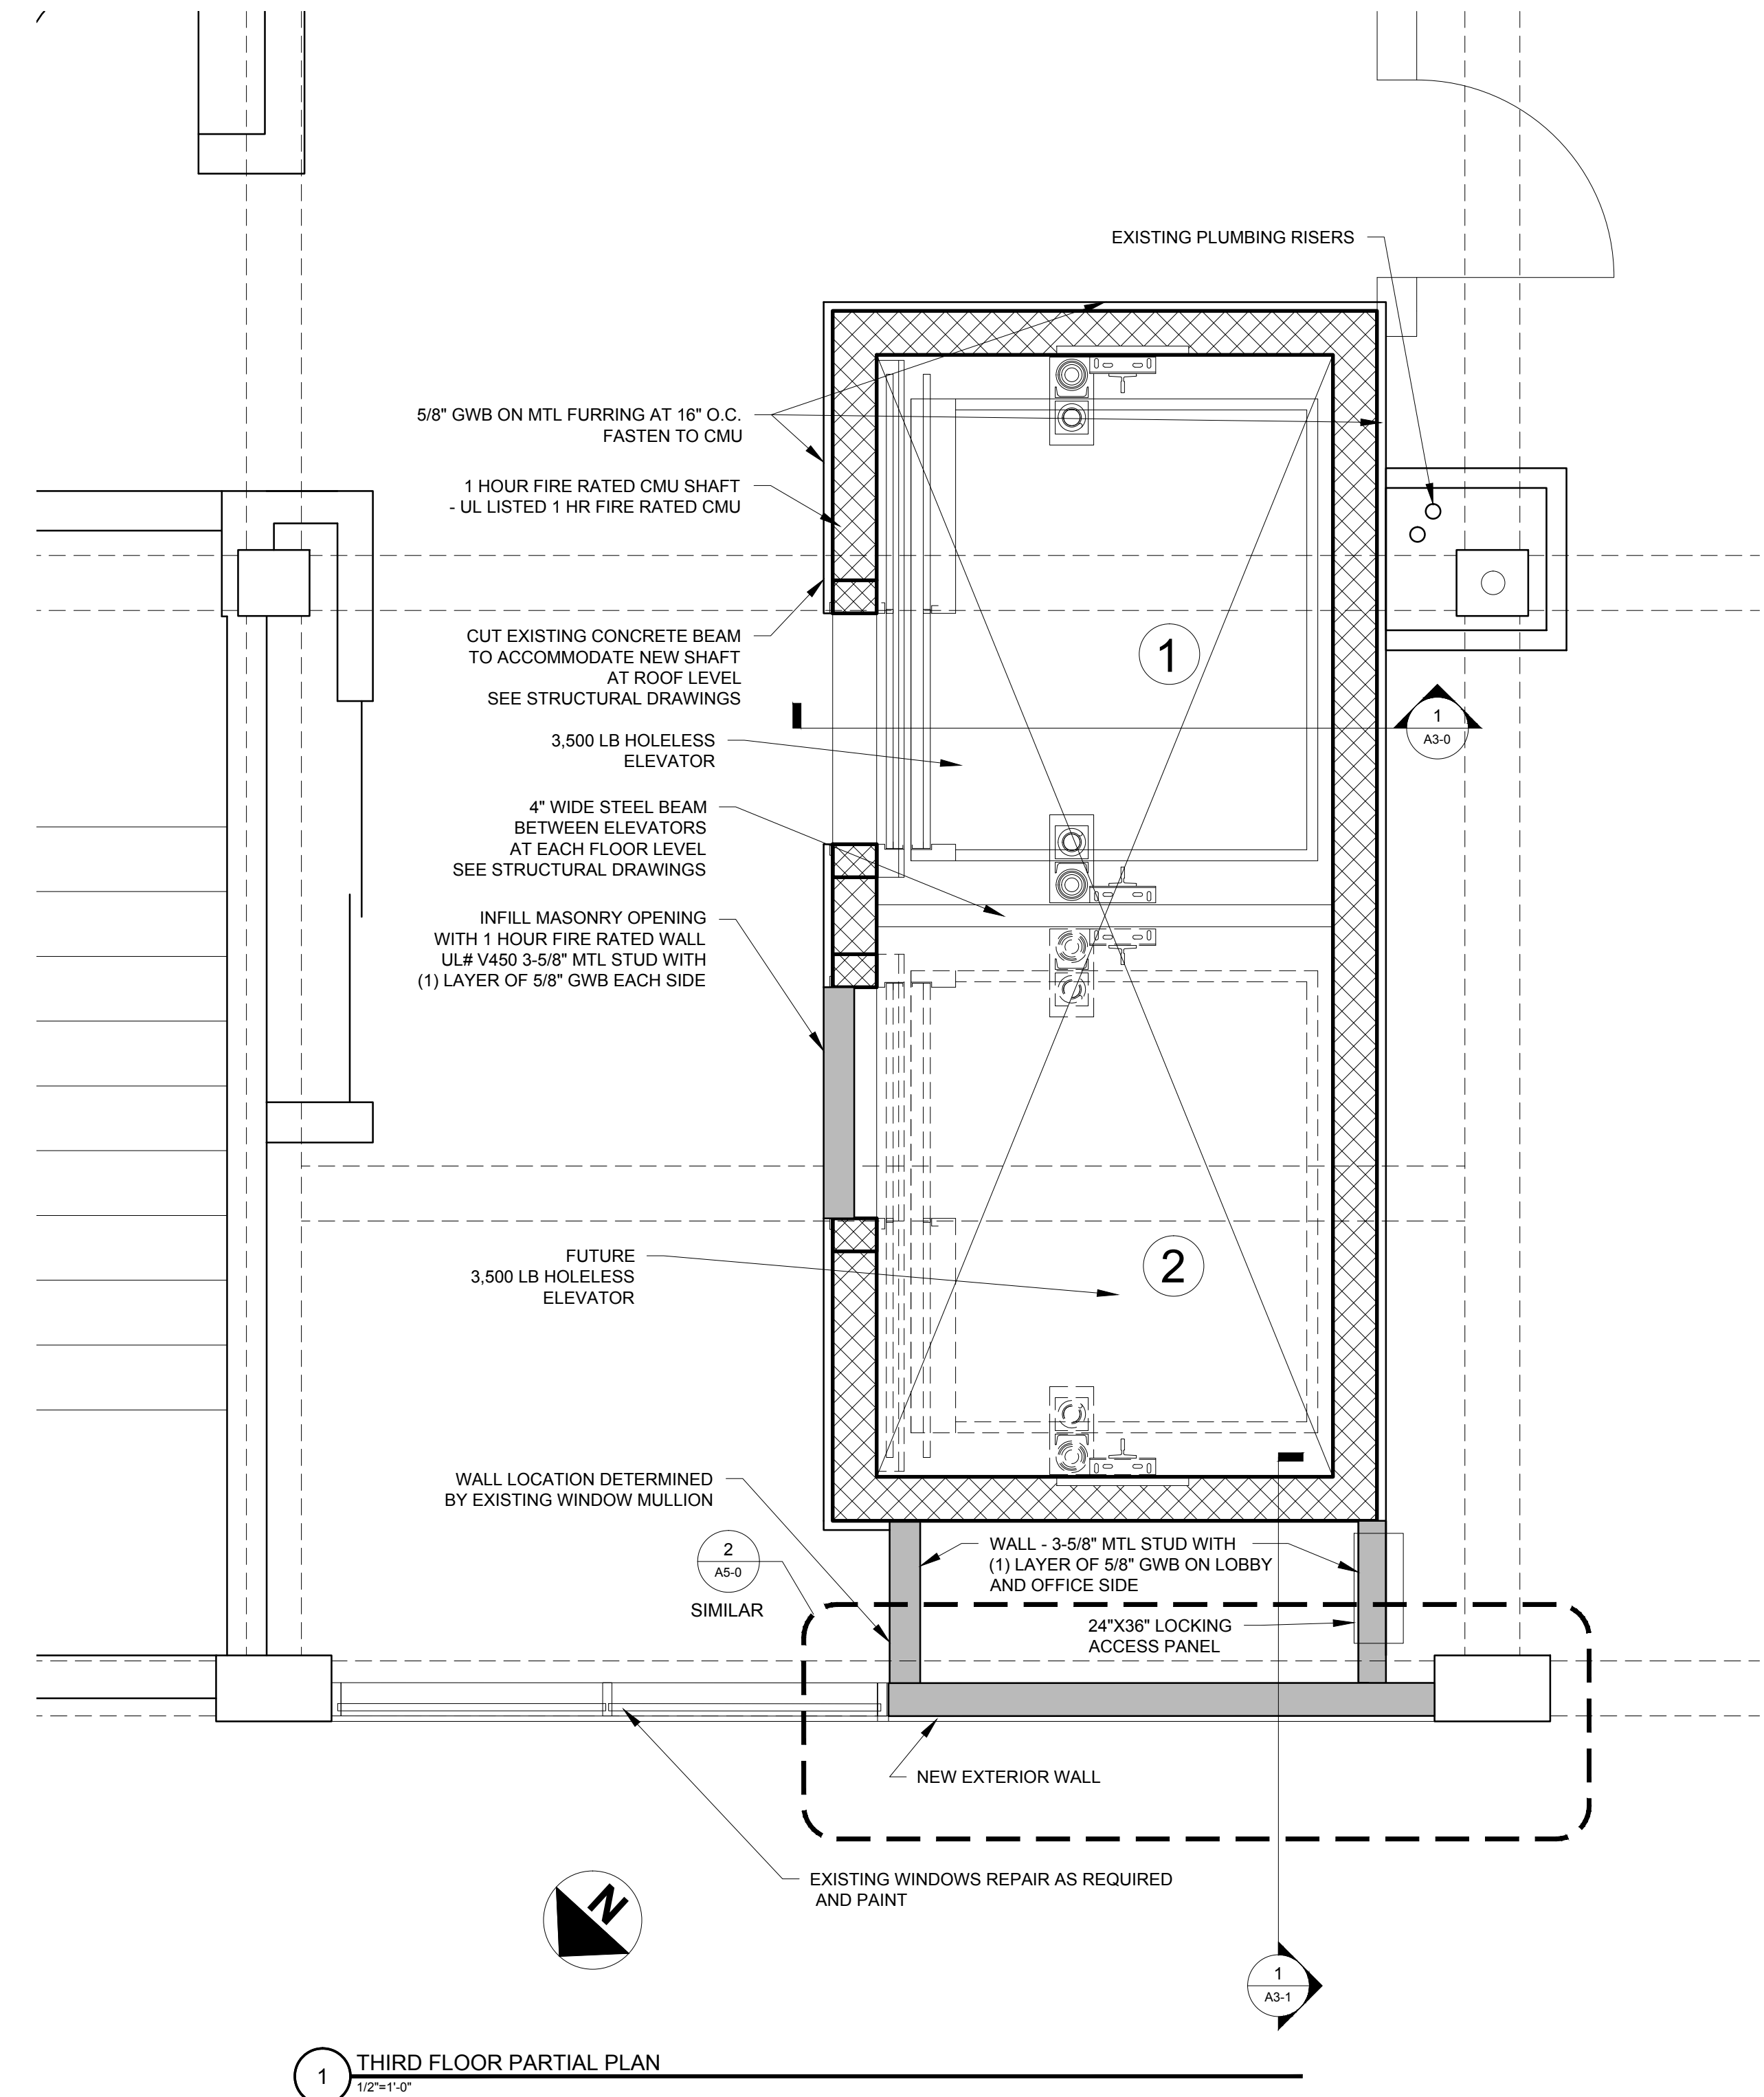 EXISTING PLUMBING RISERS
5/8" GWB ON MTL FURRING AT 16" O.C.
FASTEN TO CMU
1 HOUR FIRE RATED CMU SHAFT
- UL LISTED 1 HR FIRE RATED CMU
CUT EXISTING CONCRETE BEAM
TO ACCOMMODATE NEW SHAFT
AT ROOF LEVEL
SEE STRUCTURAL DRAWINGS
1
1
A3-0
3,500 LB HOLELESS
ELEVATOR
4" WIDE STEEL BEAM
BETWEEN ELEVATORS
AT EACH FLOOR LEVEL
SEE STRUCTURAL DRAWINGS
INFILL MASONRY OPENING
WITH 1 HOUR FIRE RATED WALL
UL# V450 3-5/8" MTL STUD WITH
(1) LAYER OF 5/8" GWB EACH SIDE
FUTURE
3,500 LB HOLELESS
ELEVATOR
2
WALL LOCATION DETERMINED
BY EXISTING WINDOW MULLION
2
A5-0
SIMILAR
WALL - 3-5/8" MTL STUD WITH
(1) LAYER OF 5/8" GWB ON LOBBY
AND OFFICE SIDE
24"X36" LOCKING
ACCESS PANEL
NEW EXTERIOR WALL
EXISTING WINDOWS REPAIR AS REQUIRED
AND PAINT
N
1
A3-1
1
THIRD FLOOR PARTIAL PLAN
1/2"=1'-0"